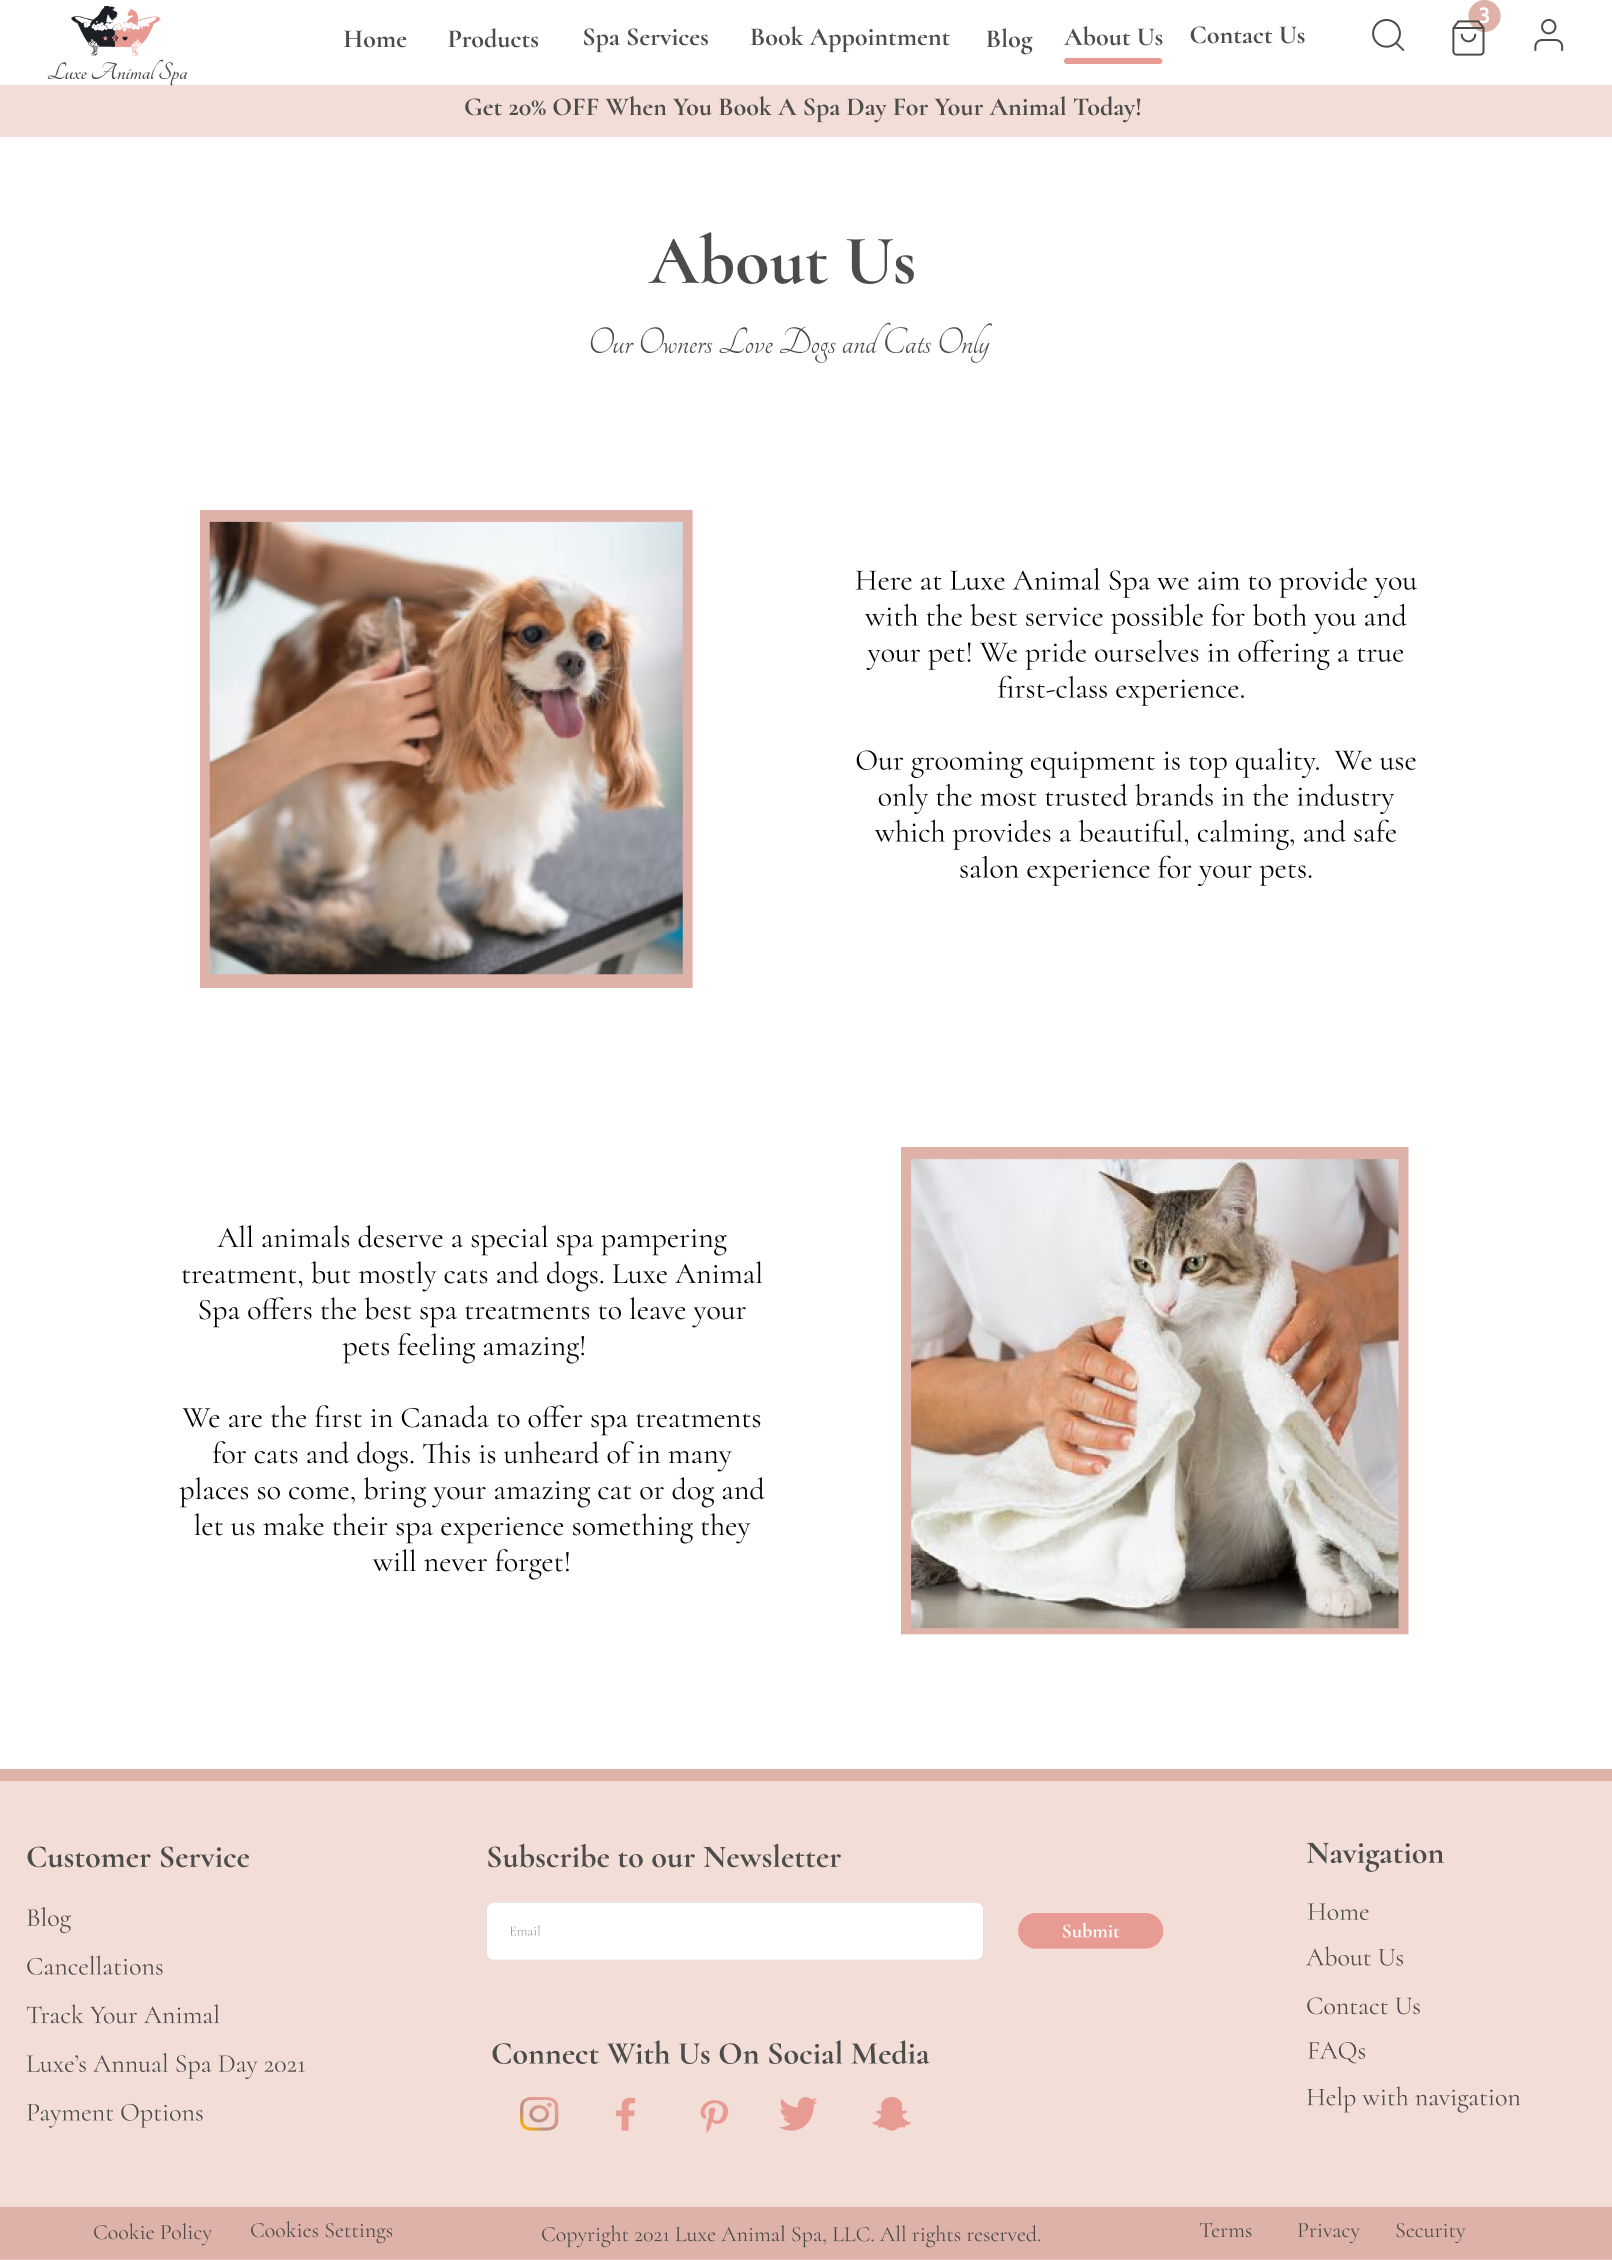 Luxe Animal Spa
Home Products Spa Services Book Appointment Blog About Us Contact Us 3
Get 20% OFF When You Book A Spa Day For Your Animal Today!
About Us
Our Owners Love Dogs and Cats Only
Here at Luxe Animal Spa we aim to provide you
with the best service possible for both you and
your pet! We pride ourselves in offering a true
first-class experience.
Our grooming equipment is top quality.  We use
only the most trusted brands in the industry
which provides a beautiful, calming, and safe
salon experience for your pets.
All animals deserve a special spa pampering
treatment, but mostly cats and dogs. Luxe Animal
Spa offers the best spa treatments to leave your
pets feeling amazing!
We are the first in Canada to offer spa treatments
for cats and dogs. This is unheard of in many
places so come, bring your amazing cat or dog and
let us make their spa experience something they
will never forget!
Customer Service
Blog
Cancellations
Track Your Animal
Luxe's Annual Spa Day 2021
Payment Options
Subscribe to our Newsletter
Email
Submit
Connect With Us On Social Media
Navigation
Home
About Us
Contact Us
FAQs
Help with navigation
Cookie Policy Cookies Settings Copyright 2021 Luxe Animal Spa, LLC. All rights reserved. Terms Privacy Security